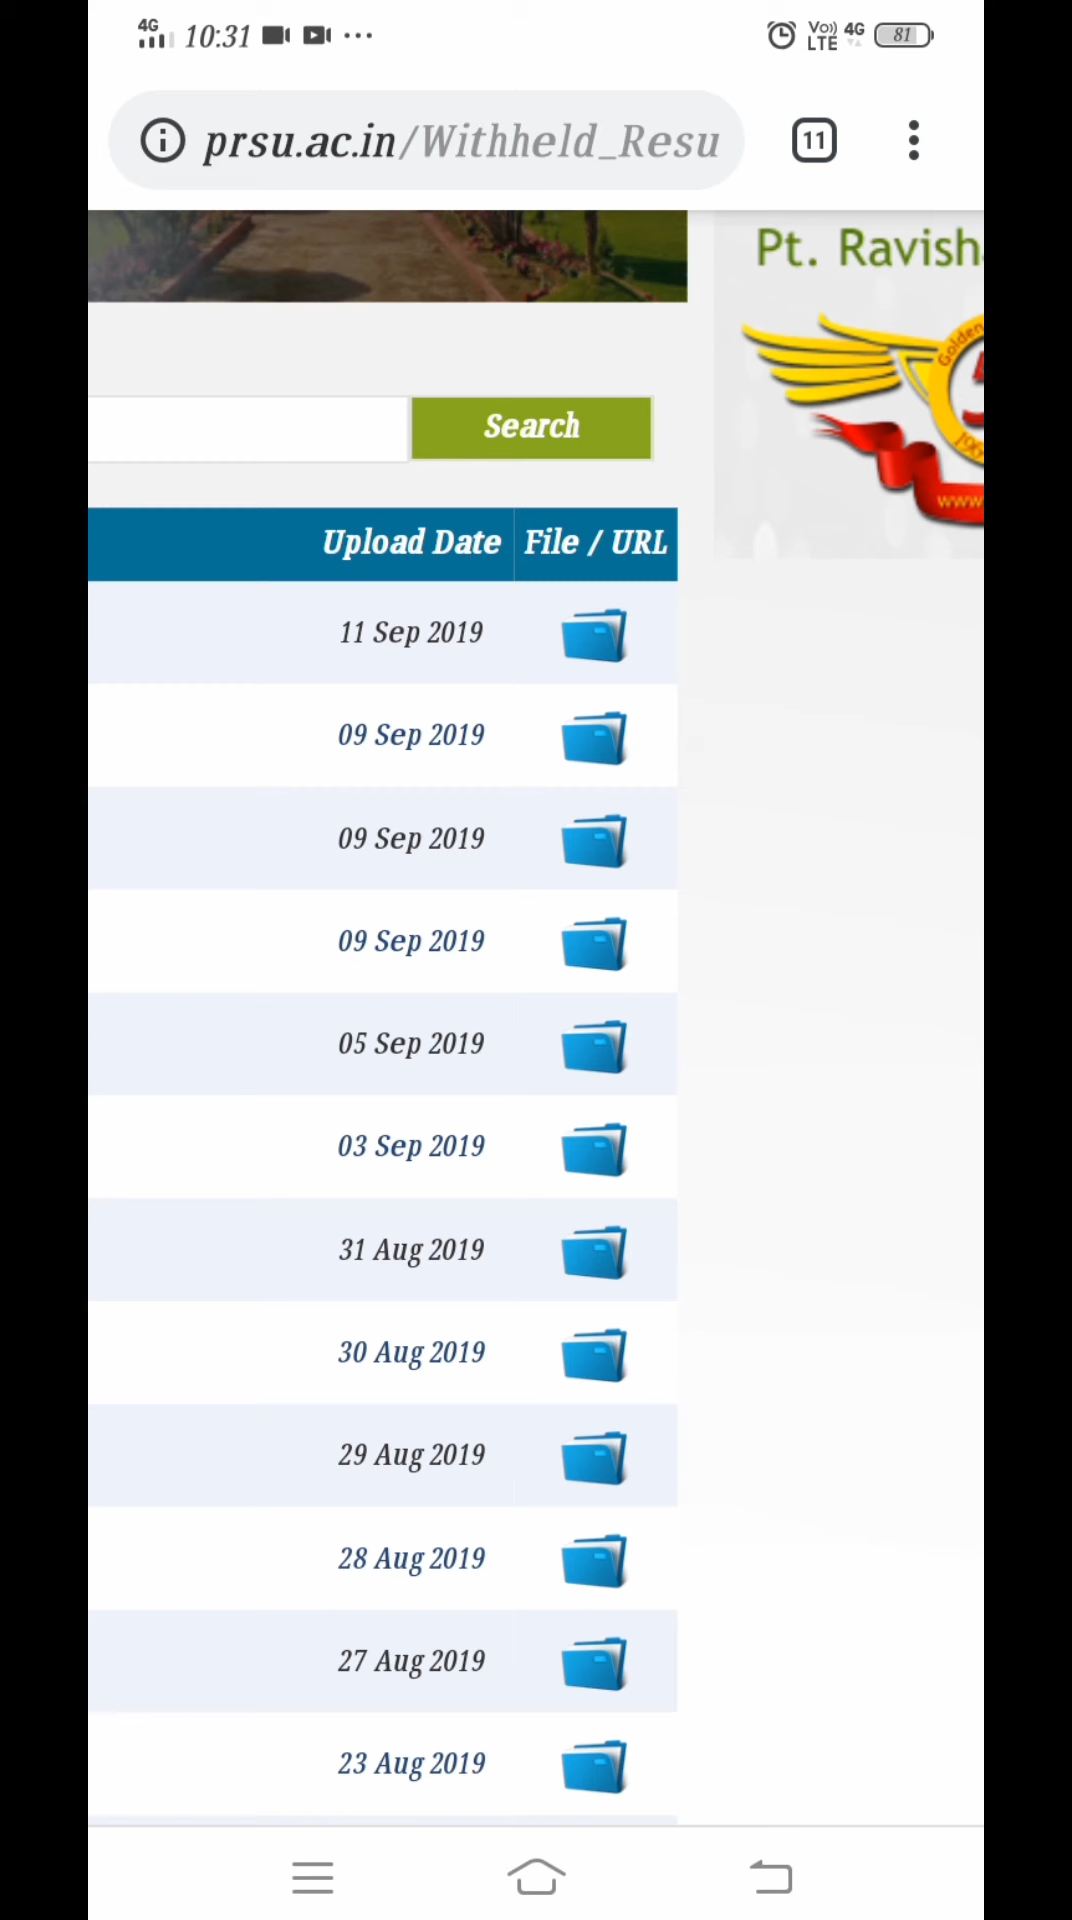 4G 10:31 Vo)) LTE 4G 81
prsu.ac.in/Withheld_Resu
11
Pt. Ravish
Golden
www
Search
Upload Date File / URL
11 Sep 2019
09 Sep 2019
09 Sep 2019
09 Sep 2019
05 Sep 2019
03 Sep 2019
31 Aug 2019
30 Aug 2019
29 Aug 2019
28 Aug 2019
27 Aug 2019
23 Aug 2019